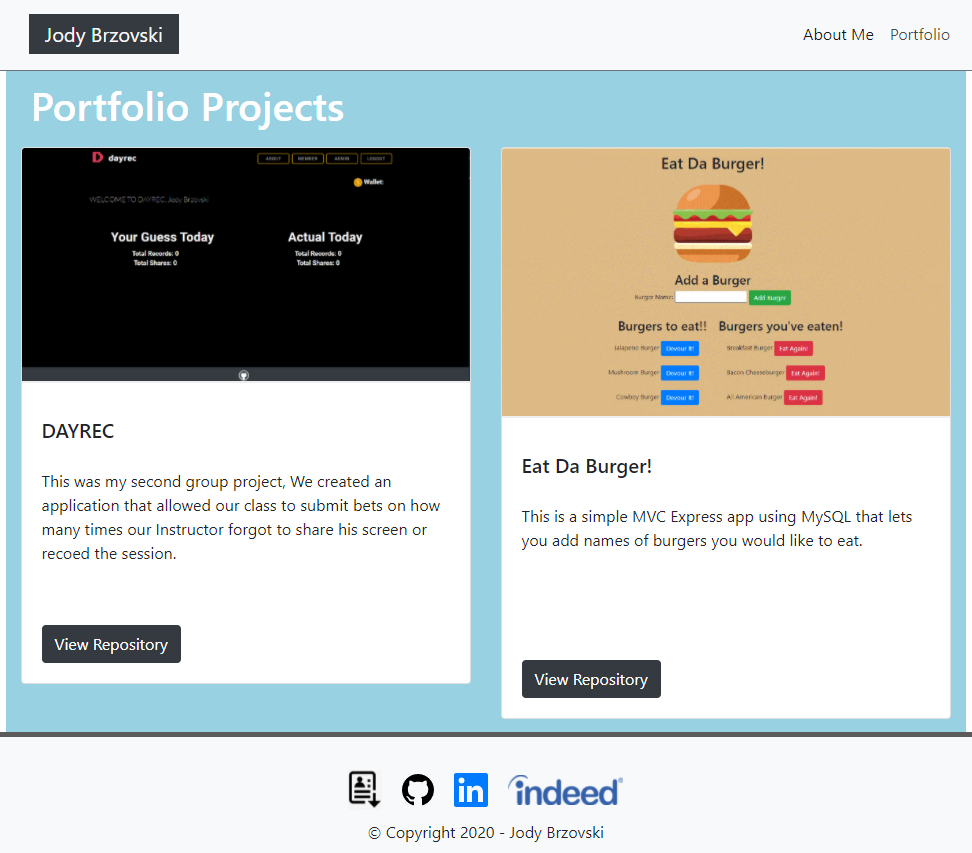 Jody Brzovski
About Me Portfolio
Portfolio Projects
dayrec
ABOUT MEMBER ADMIN LOGOUT
Wallet:
WELCOME TO DAYREC, Jody Brzovski
Your Guess Today Actual Today
Total Records: 0 Total Records: 0
Total Shares: 0 Total Shares: 0
DAYREC
This was my second group project, We created an
application that allowed our class to submit bets on how
many times our Instructor forgot to share his screen or
recoed the session.
View Repository
Eat Da Burger!
Add a Burger
Burger Name: Add Burger
Burgers to eat!! Burgers you've eaten!
Jalapeno Burger Devour It! Breakfast Burger Eat Again!
Mushroom Burger Devour It! Bacon Cheeseburger Eat Again!
Cowboy Burger Devour It! All American Burger Eat Again!
Eat Da Burger!
This is a simple MVC Express app using MySQL that lets
you add names of burgers you would like to eat.
View Repository
in indeed
© Copyright 2020 - Jody Brzovski